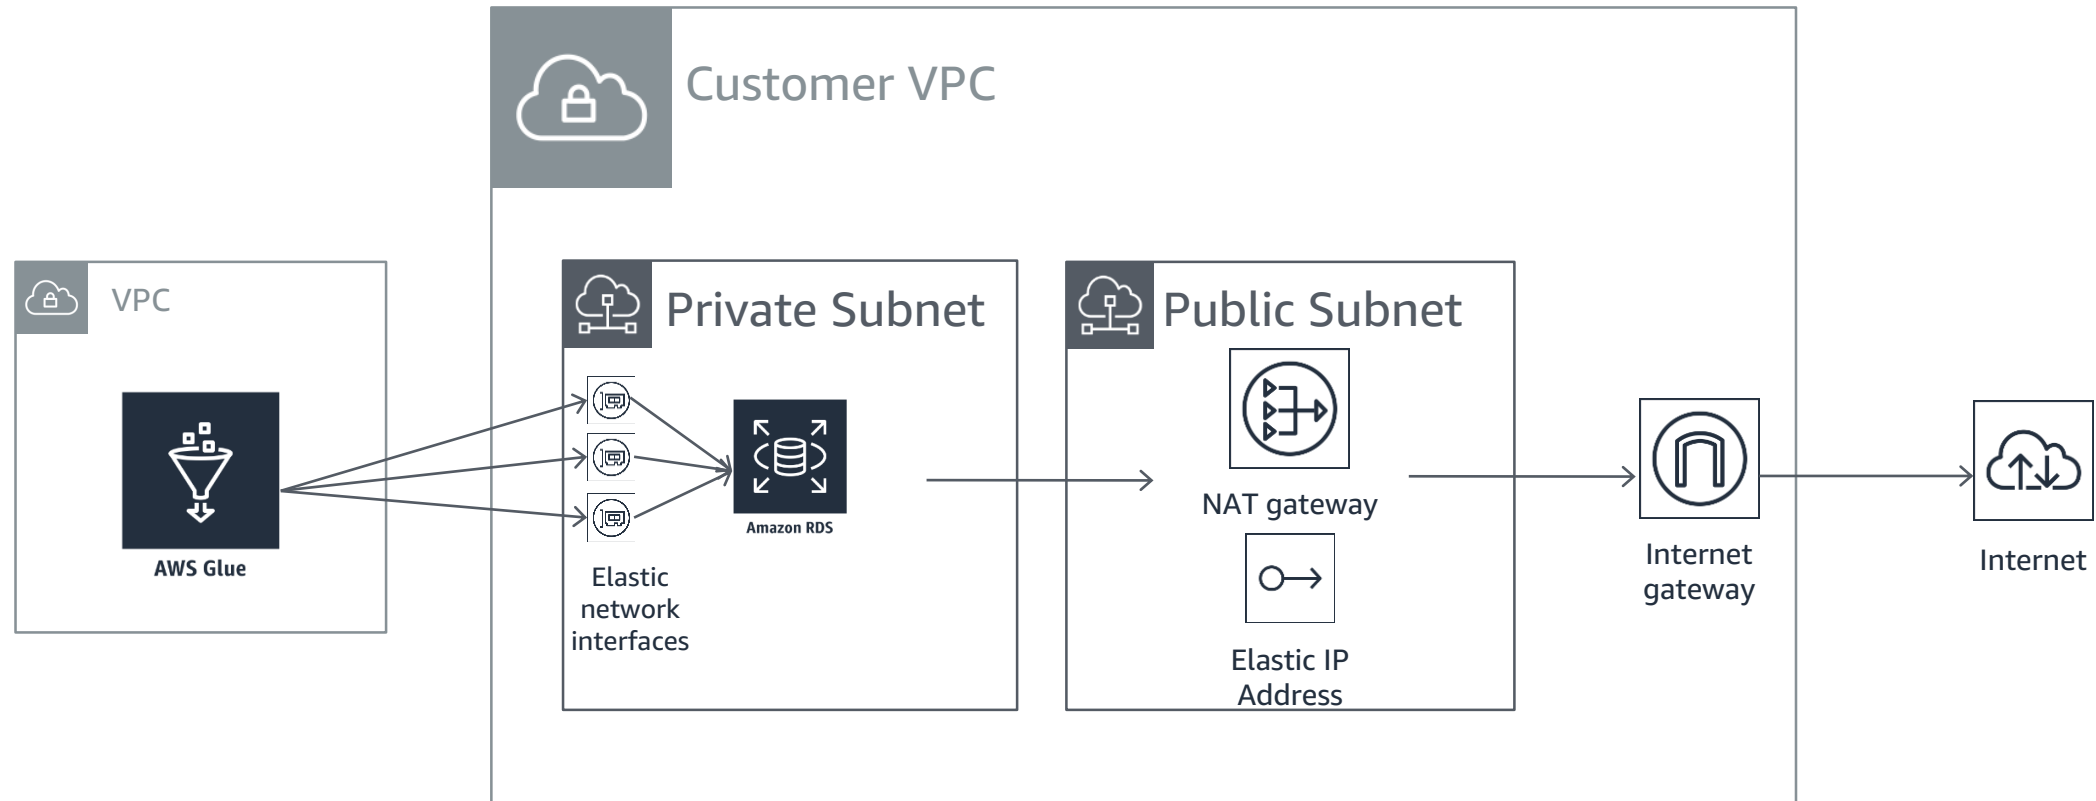 Customer VPC
VPC
AWS Glue
Private Subnet
Elastic
network
interfaces
Amazon RDS
Public Subnet
NAT gateway
Elastic IP
Address
Internet
gateway
Internet